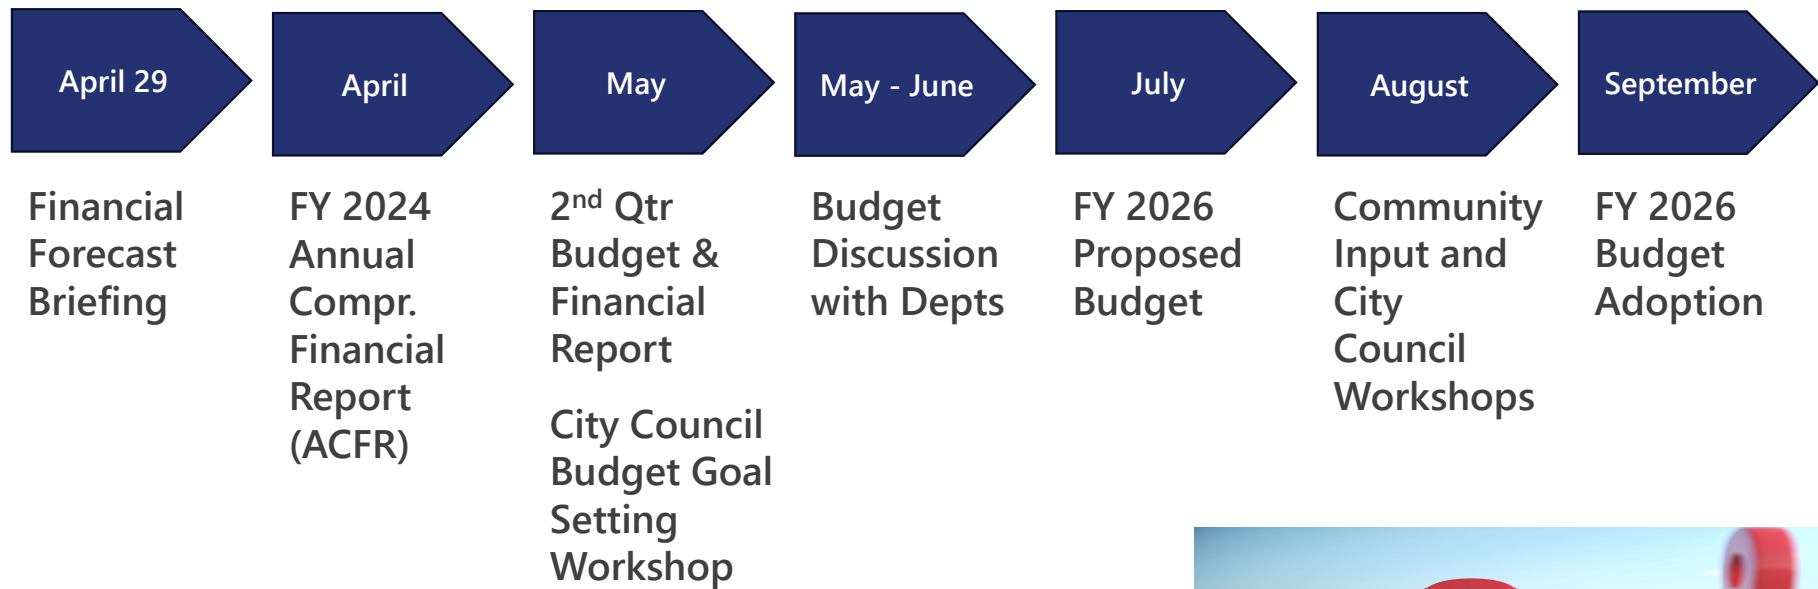 April 29
Financial
Forecast
Briefing
April
FY 2024
Annual
Compr.
Financial
Report
(ACFR)
May
2nd Qtr
Budget &
Financial
Report
City Council
Budget Goal
Setting
Workshop
May - June
Budget
Discussion
with Depts
July
FY 2026
Proposed
Budget
August
Community
Input and
City
Council
Workshops
September
FY 2026
Budget
Adoption